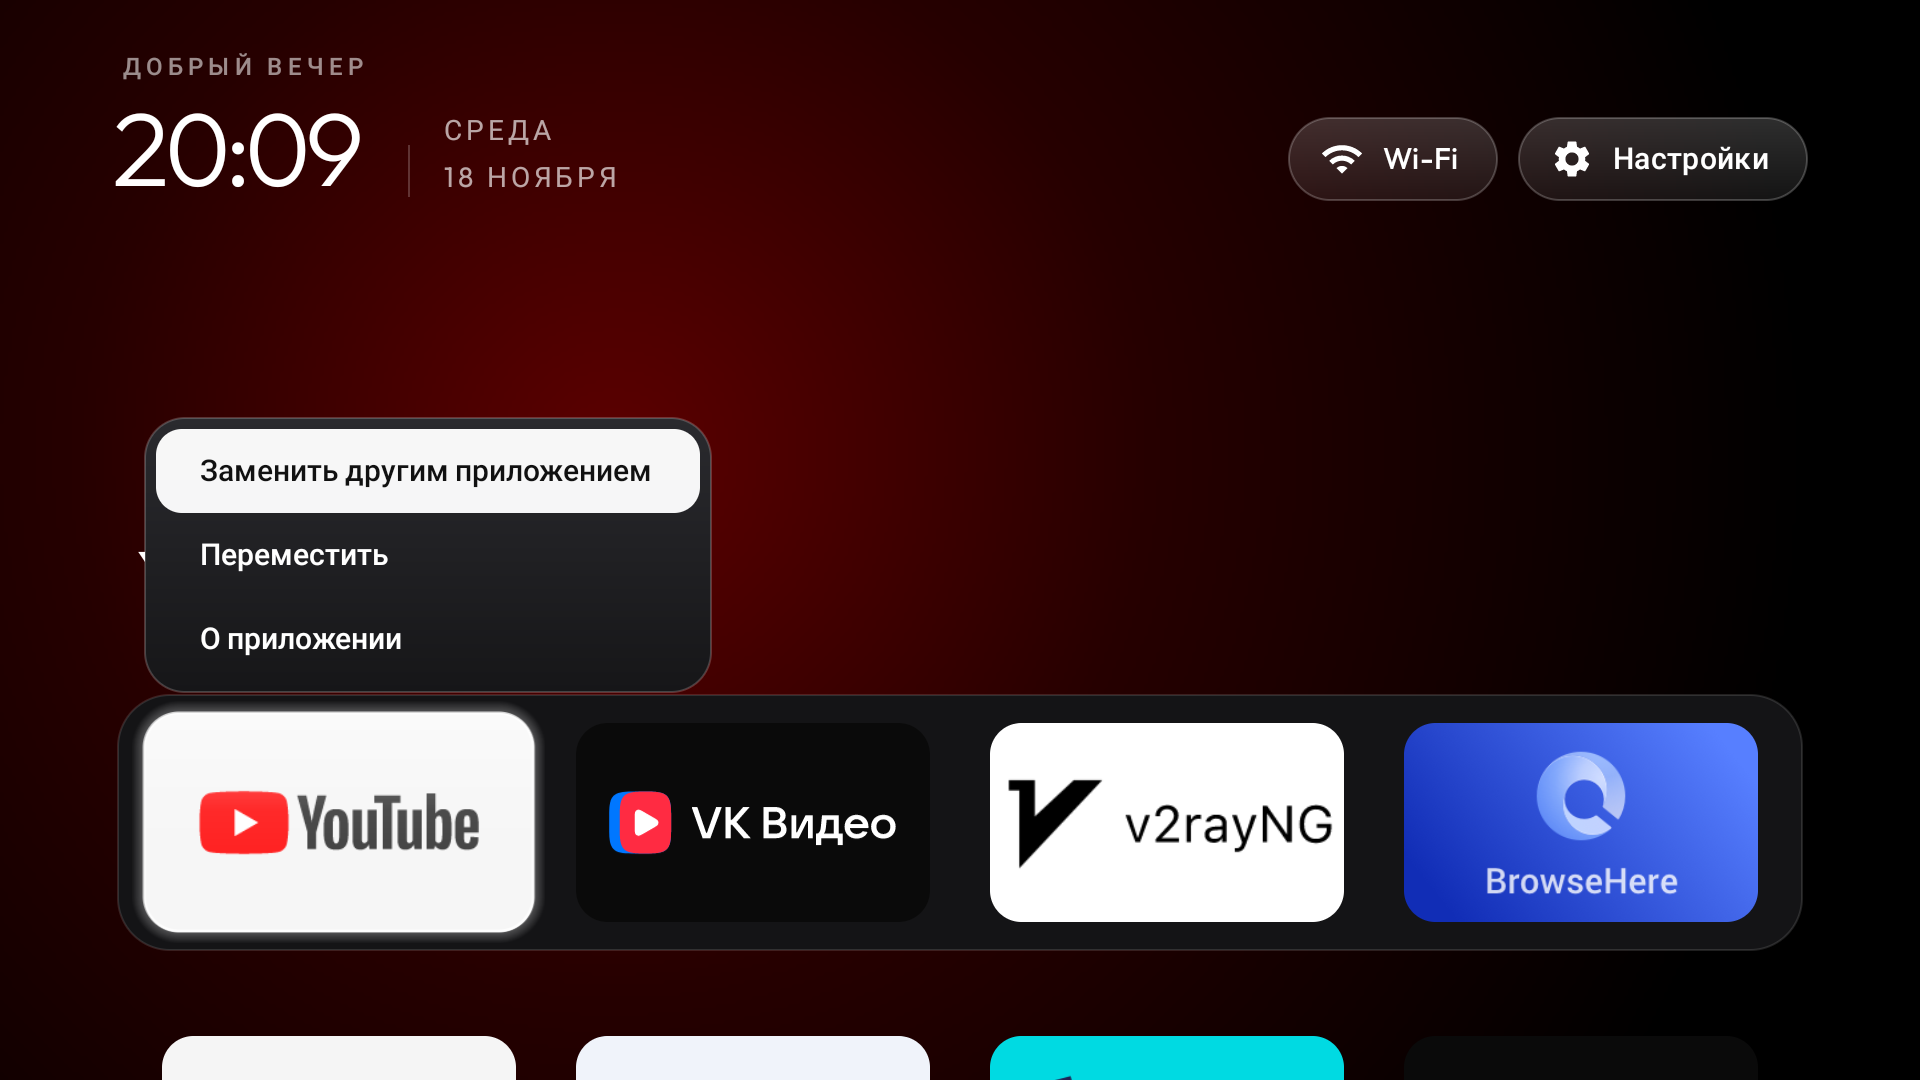 ДОБРЫЙ ВЕЧЕР
20:09
СРЕДА
18 НОЯБРЯ
Wi-Fi
Настройки
Заменить другим приложением
Переместить
О приложении
YouTube
VK Видео
v2rayNG
BrowseHere